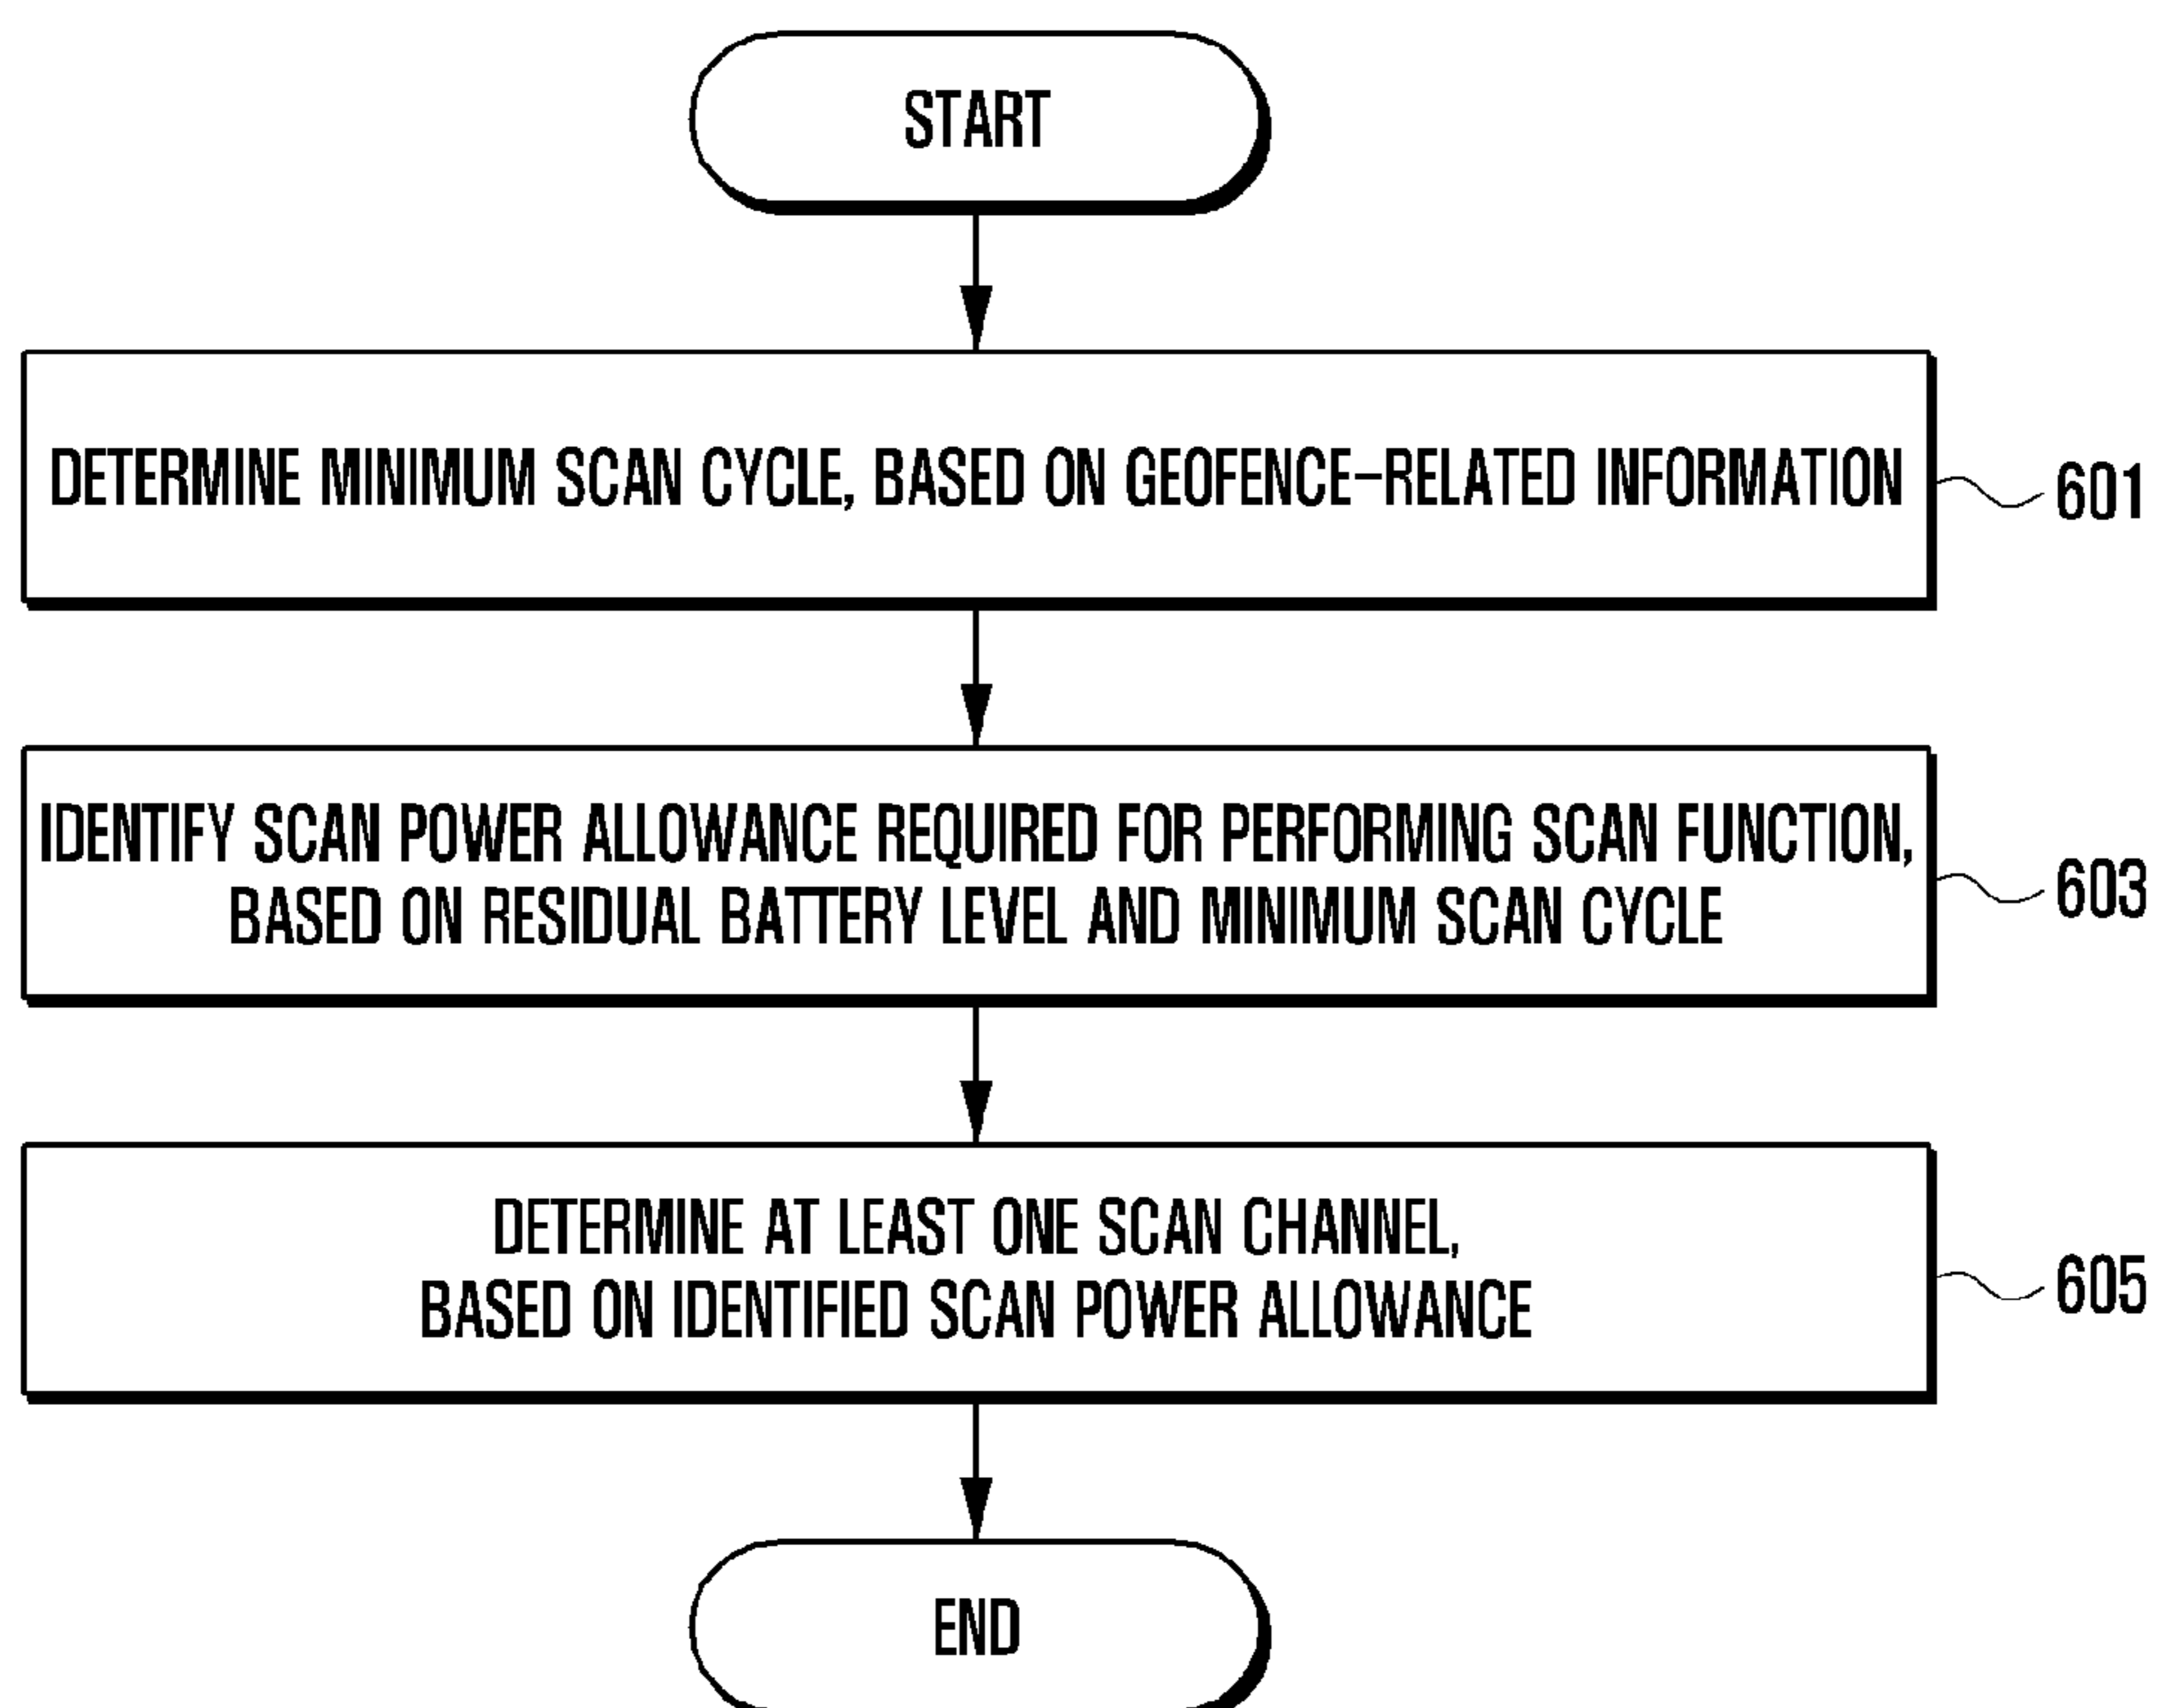 START
DETERMINE MINIMUM SCAN CYCLE, BASED ON GEOFENCE-RELATED INFORMATION
601
IDENTIFY SCAN POWER ALLOWANCE REQUIRED FOR PERFORMING SCAN FUNCTION,
BASED ON RESIDUAL BATTERY LEVEL AND MINIMUM SCAN CYCLE
603
DETERMINE AT LEAST ONE SCAN CHANNEL,
BASED ON IDENTIFIED SCAN POWER ALLOWANCE
605
END